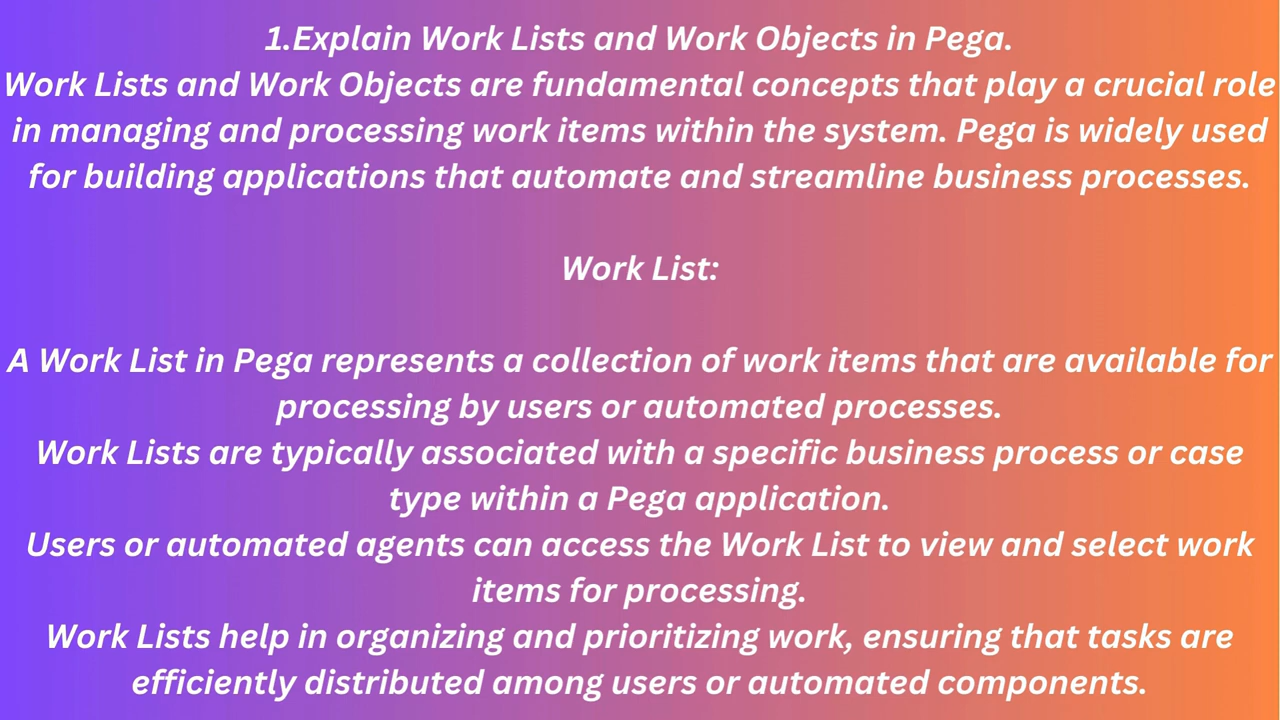 1.Explain Work Lists and Work Objects in Pega.
Work Lists and Work Objects are fundamental concepts that play a crucial role
in managing and processing work items within the system. Pega is widely used
for building applications that automate and streamline business processes.
Work List:
A Work List in Pega represents a collection of work items that are available for
processing by users or automated processes.
Work Lists are typically associated with a specific business process or case
type within a Pega application.
Users or automated agents can access the Work List to view and select work
items for processing.
Work Lists help in organizing and prioritizing work, ensuring that tasks are
efficiently distributed among users or automated components.